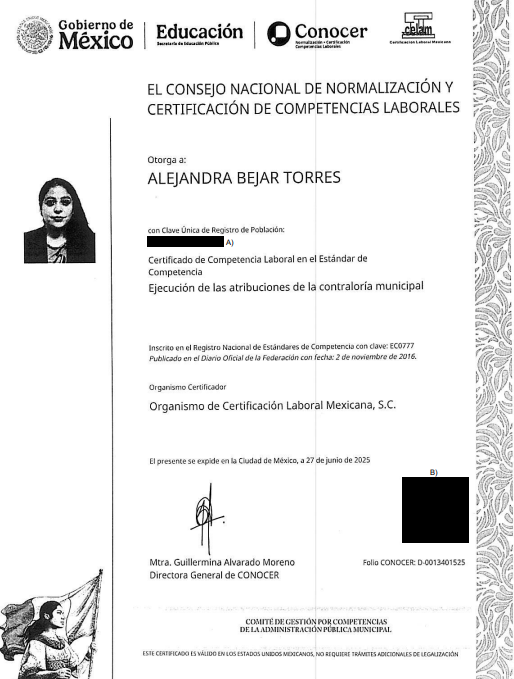 Gobierno de
México
Educación
Secretaría de Educación Pública
Conocer
Normalización • Certificación
Competencias Laborales
celam
Certificación Laboral Mexicana
EL CONSEJO NACIONAL DE NORMALIZACIÓN Y
CERTIFICACIÓN DE COMPETENCIAS LABORALES
Otorga a:
ALEJANDRA BEJAR TORRES
con Clave Única de Registro de Población:
A)
Certificado de Competencia Laboral en el Estándar de
Competencia
Ejecución de las atribuciones de la contraloría municipal
Inscrito en el Registro Nacional de Estándares de Competencia con clave: EC0777
Publicado en el Diario Oficial de la Federación con fecha: 2 de noviembre de 2016.
Organismo Certificador
Organismo de Certificación Laboral Mexicana, S.C.
El presente se expide en la Ciudad de México, a 27 de junio de 2025
B)
Mtra. Guillermina Alvarado Moreno
Directora General de CONOCER
Folio CONOCER: D-0013401525
COMITÉ DE GESTIÓN POR COMPETENCIAS
DE LA ADMINISTRACIÓN PÚBLICA MUNICIPAL
ESTE CERTIFICADO ES VÁLIDO EN LOS ESTADOS UNIDOS MEXICANOS, NO REQUIERE TRÁMITES ADICIONALES DE LEGALIZACIÓN